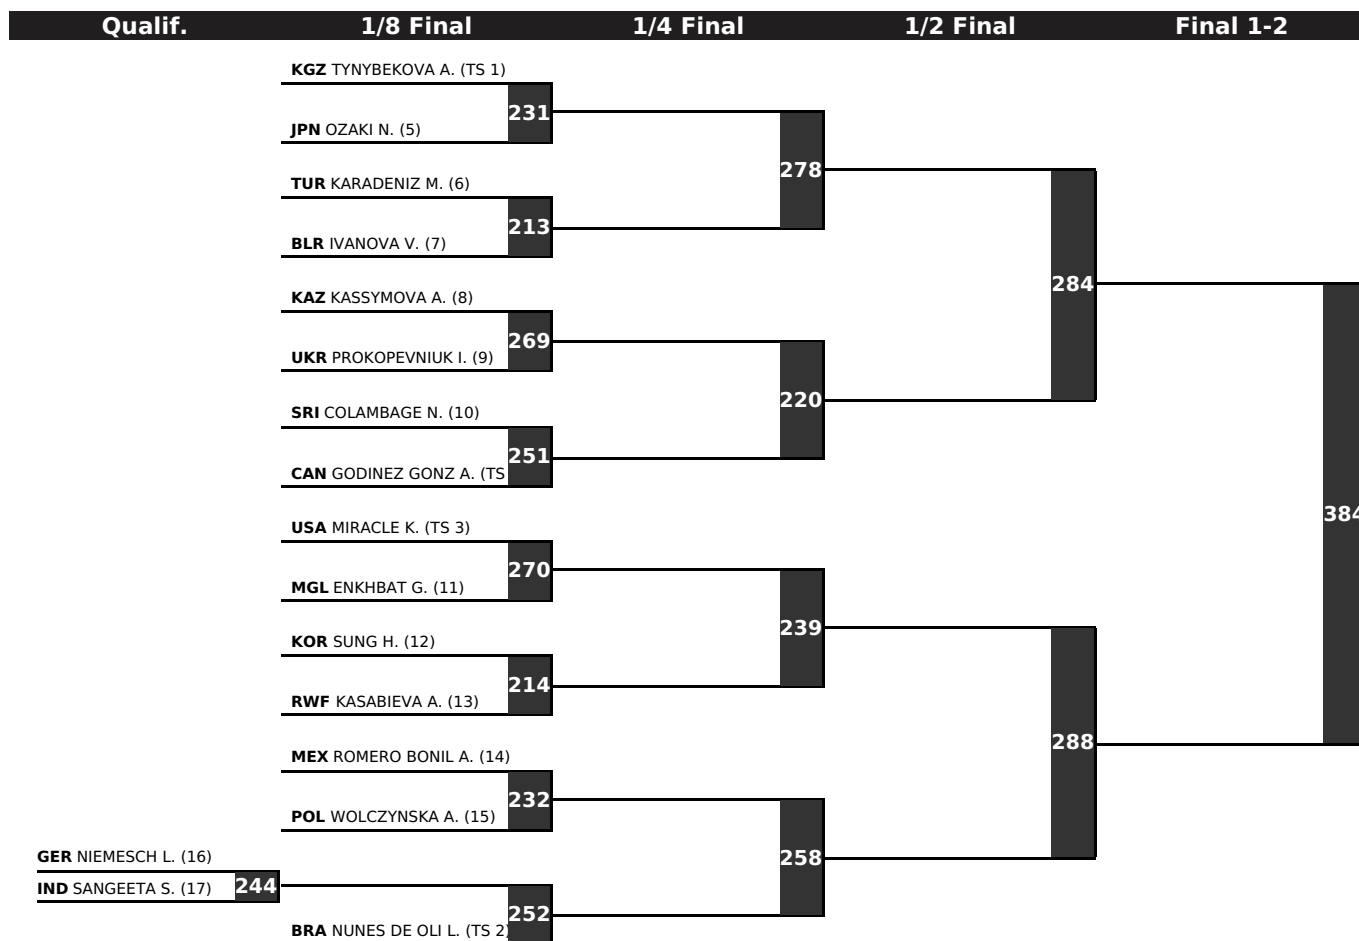 Qualif. 1/8 Final 1/4 Final 1/2 Final Final 1-2
KGZ TYNYBEKOVA A. (TS 1)
231
JPN OZAKI N. (5)
278
TUR KARADENIZ M. (6)
213
BLR IVANOVA V. (7)
284
KAZ KASSYMOVA A. (8)
269
UKR PROKOPEVNIUK I. (9)
220
SRI COLAMBAGE N. (10)
251
CAN GODINEZ GONZ A. (TS
384
USA MIRACLE K. (TS 3)
270
MGL ENKHBAT G. (11)
239
KOR SUNG H. (12)
214
RWF KASABIEVA A. (13)
288
MEX ROMERO BONIL A. (14)
232
POL WOLCZYNSKA A. (15)
258
GER NIEMESCH L. (16)
IND SANGEETA S. (17) 244
252
BRA NUNES DE OLI L. (TS 2)